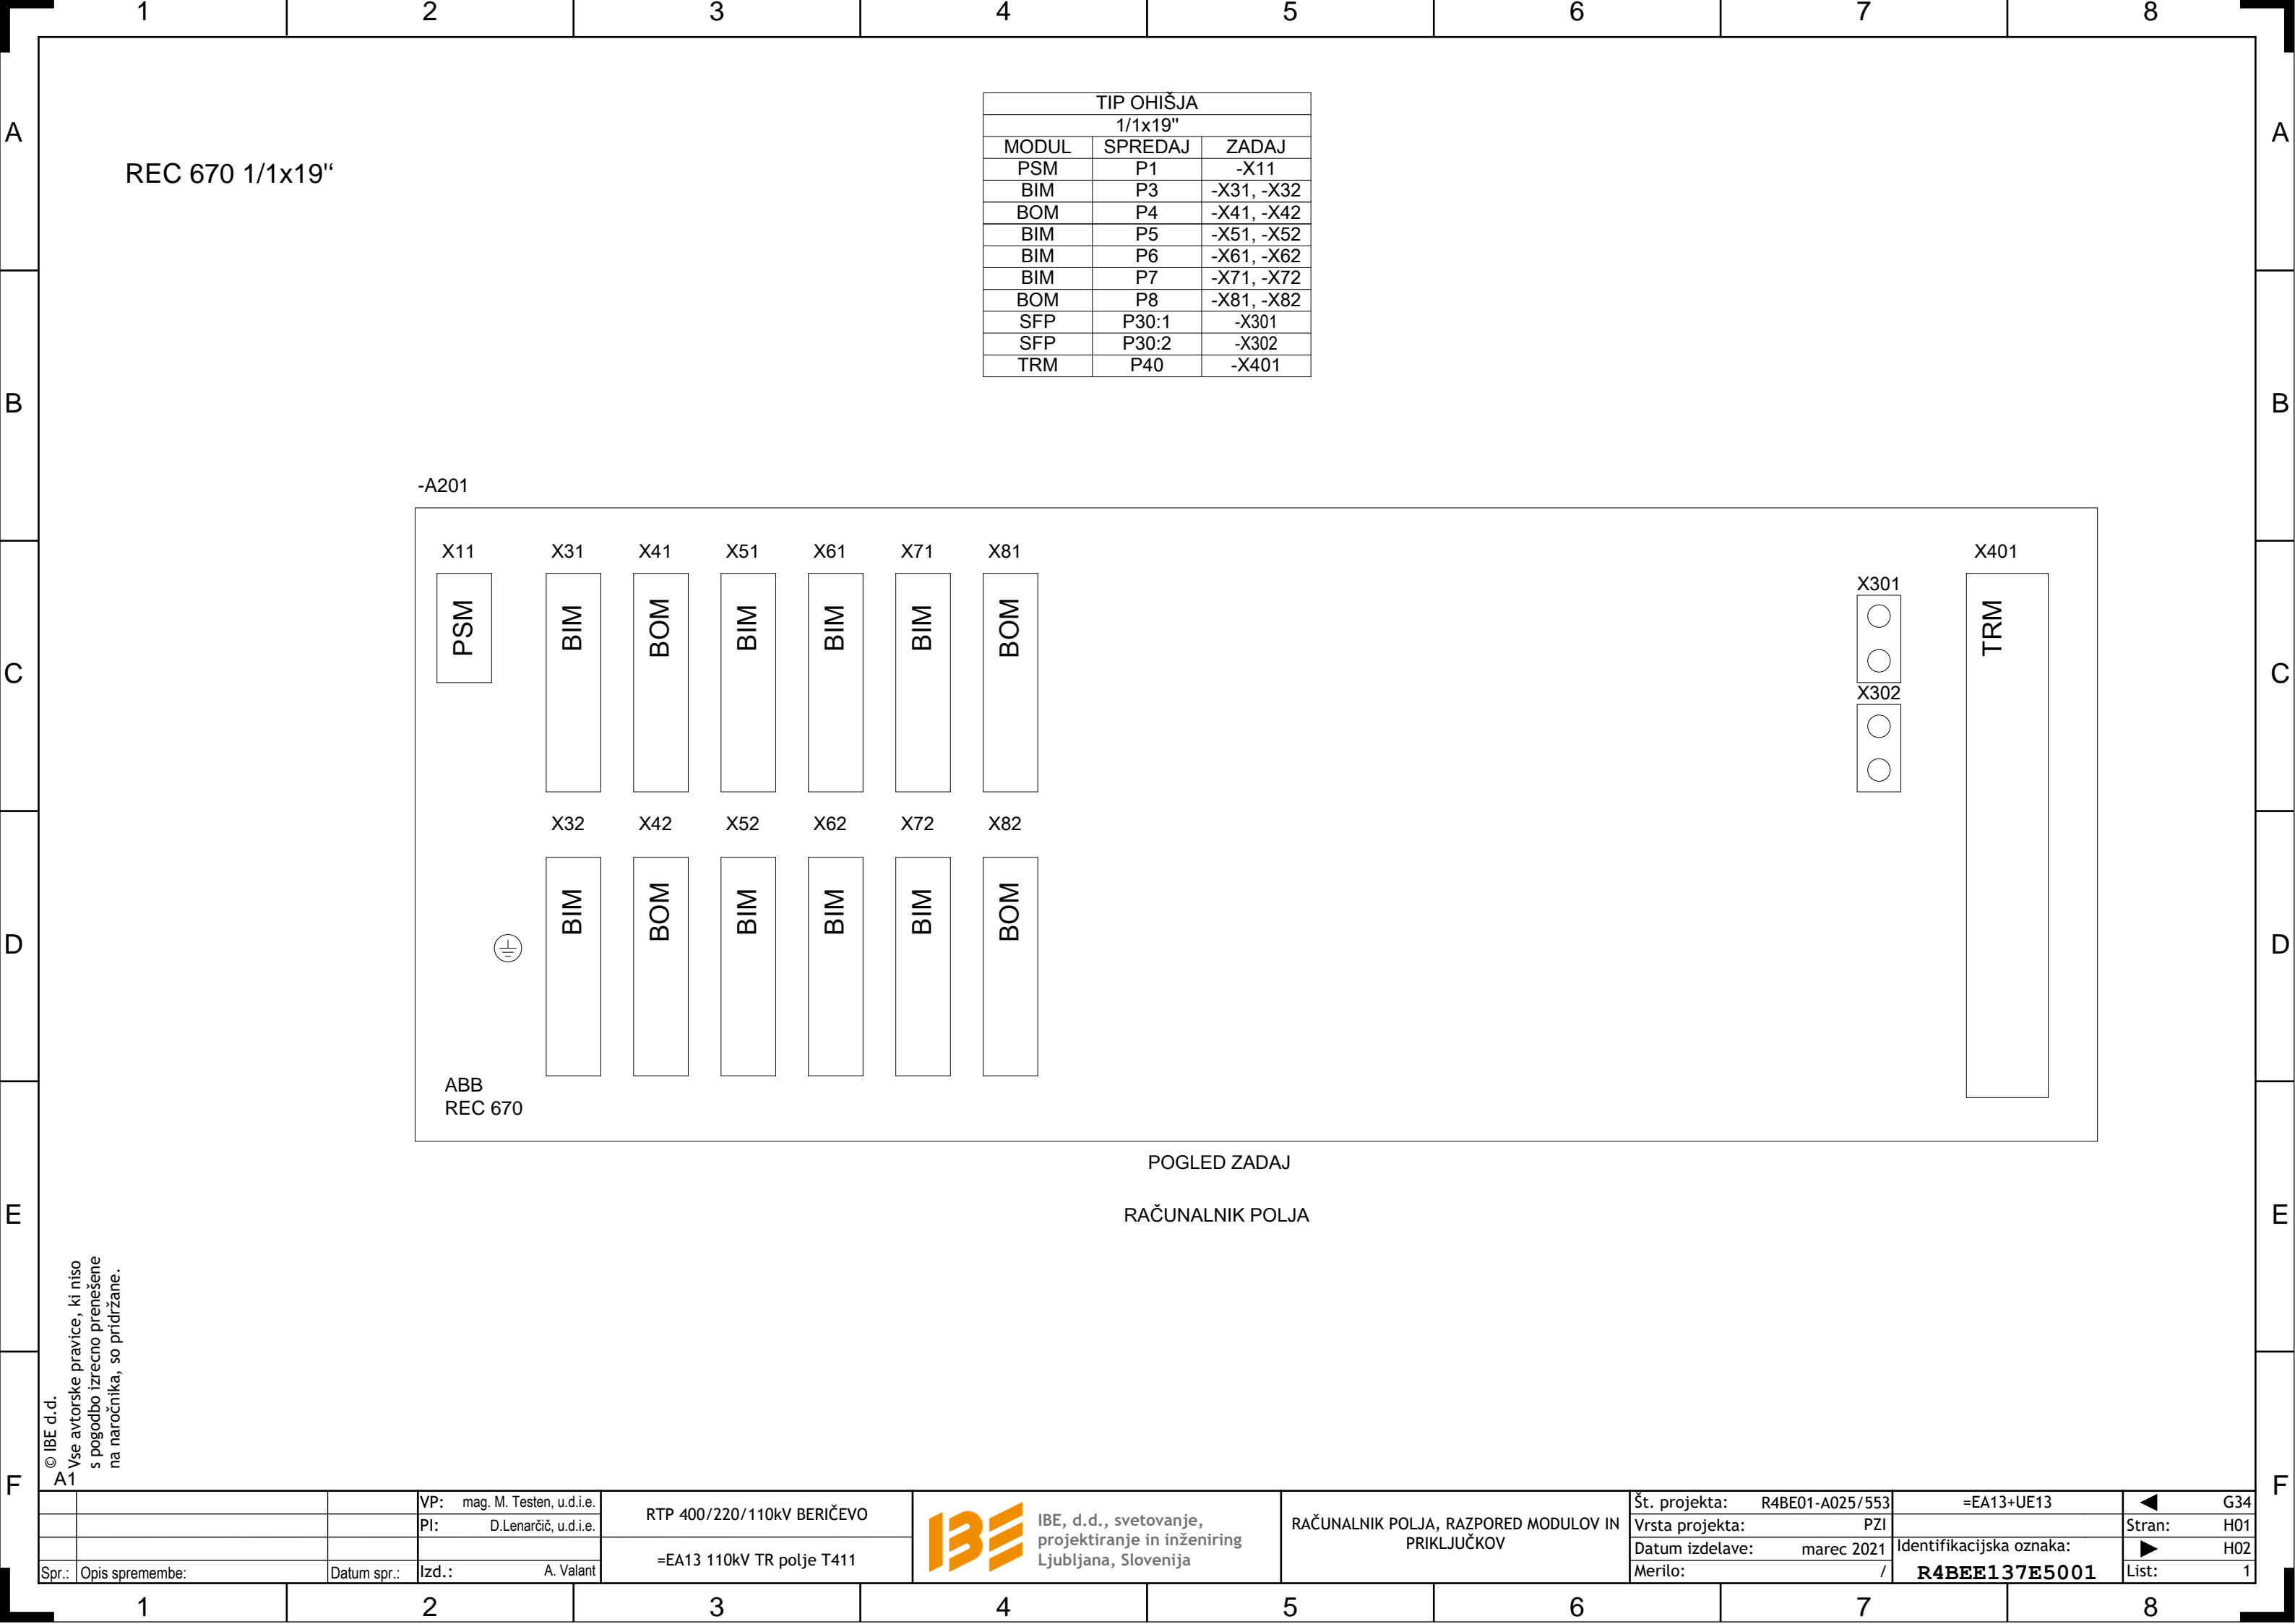 1 2 3 4 5 6 7 8
A A
B B
C C
D D
E E
F F
REC 670 1/1x19"
TIP OHIŠJA
1/1x19"
MODUL SPREDAJ ZADAJ
PSM P1 -X11
BIM P3 -X31, -X32
BOM P4 -X41, -X42
BIM P5 -X51, -X52
BIM P6 -X61, -X62
BIM P7 -X71, -X72
BOM P8 -X81, -X82
SFP P30:1 -X301
SFP P30:2 -X302
TRM P40 -X401
-A201
X11 X31 X41 X51 X61 X71 X81 X401
X301
PSM BIM BOM BIM BIM BIM BOM TRM
X302
X32 X42 X52 X62 X72 X82
BIM BOM BIM BIM BIM BOM
ABB
REC 670
POGLED ZADAJ
RAČUNALNIK POLJA
© IBE d.d.
Vse avtorske pravice, ki niso
s pogodbo izrecno prenešene
na naročnika, so pridržane.
A1
Spr.: Opis spremembe: Datum spr.:
VP: mag. M. Testen, u.d.i.e.
PI: D.Lenarčič, u.d.i.e.
Izd.: A. Valant
RTP 400/220/110kV BERIČEVO
=EA13 110kV TR polje T411
IBE
IBE, d.d., svetovanje,
projektiranje in inženiring
Ljubljana, Slovenija
RAČUNALNIK POLJA, RAZPORED MODULOV IN
PRIKLJUČKOV
Št. projekta: R4BE01-A025/553
Vrsta projekta: PZI
Datum izdelave: marec 2021
Merilo: /
=EA13+UE13
Identifikacijska oznaka:
R4BEE137E5001
◀ G34
Stran: H01
▶ H02
List: 1
1 2 3 4 5 6 7 8